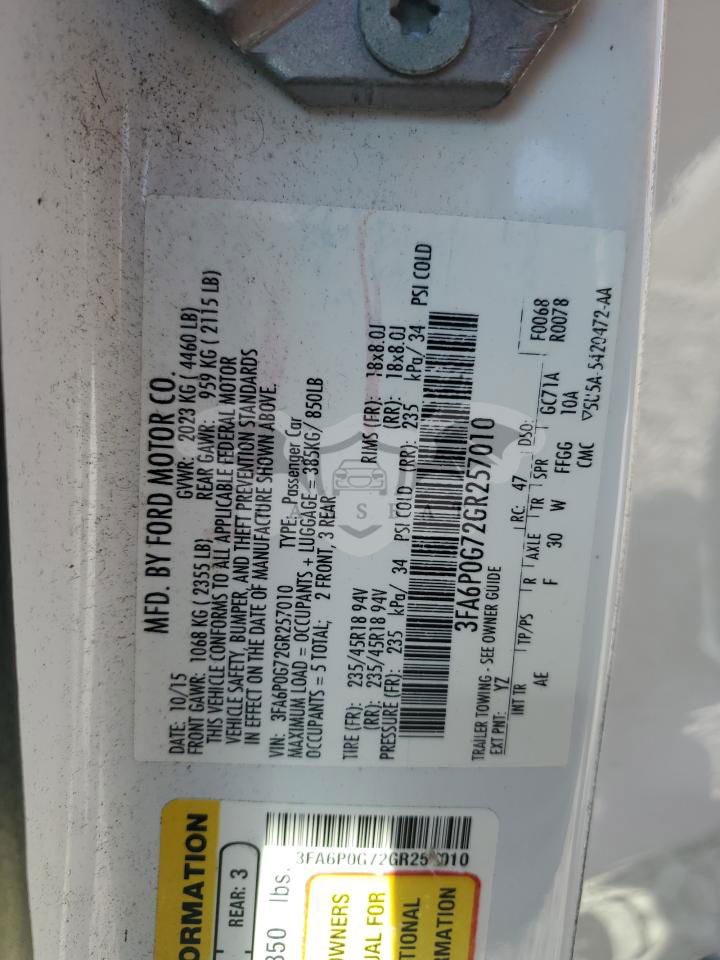 MFD. BY FORD MOTOR CO.
DATE: 10/15 GVWR: 2023 KG ( 4460 LB)
FRONT GAWR: 1068 KG ( 2355 LB) REAR GAWR: 959 KG ( 2115 LB)
THIS VEHICLE CONFORMS TO ALL APPLICABLE FEDERAL MOTOR
VEHICLE SAFETY, BUMPER, AND THEFT PREVENTION STANDARDS
IN EFFECT ON THE DATE OF MANUFACTURE SHOWN ABOVE.
VIN: 3FA6P0G72GR257010 TYPE: Passenger Car
MAXIMUM LOAD = OCCUPANTS + LUGGAGE = 385KG/ 850LB
OCCUPANTS = 5 TOTAL; 2 FRONT, 3 REAR
TIRE (FR): 235/45R18 94V RIMS (FR): 18x8.0J
(RR): 235/45R18 94V (RR): 18x8.0J
PRESSURE (FR): 235 kPa/ 34 PSI COLD (RR): 235 kPa/ 34 PSI COLD
3FA6P0G72GR257010
TRAILER TOWING - SEE OWNER GUIDE
EXT PNT: YZ RC: 47 DSO: F0068
R0078
INT TR TP/PS R AXLE TR SPR GC71A
AE F 30 W FFGG 10A
CMC 5U5A-5420472-AA
ORMATION
REAR: 3
850 lbs.
3FA6P0G72GR25 010
OWNERS
UAL FOR
TIONAL
RMATION